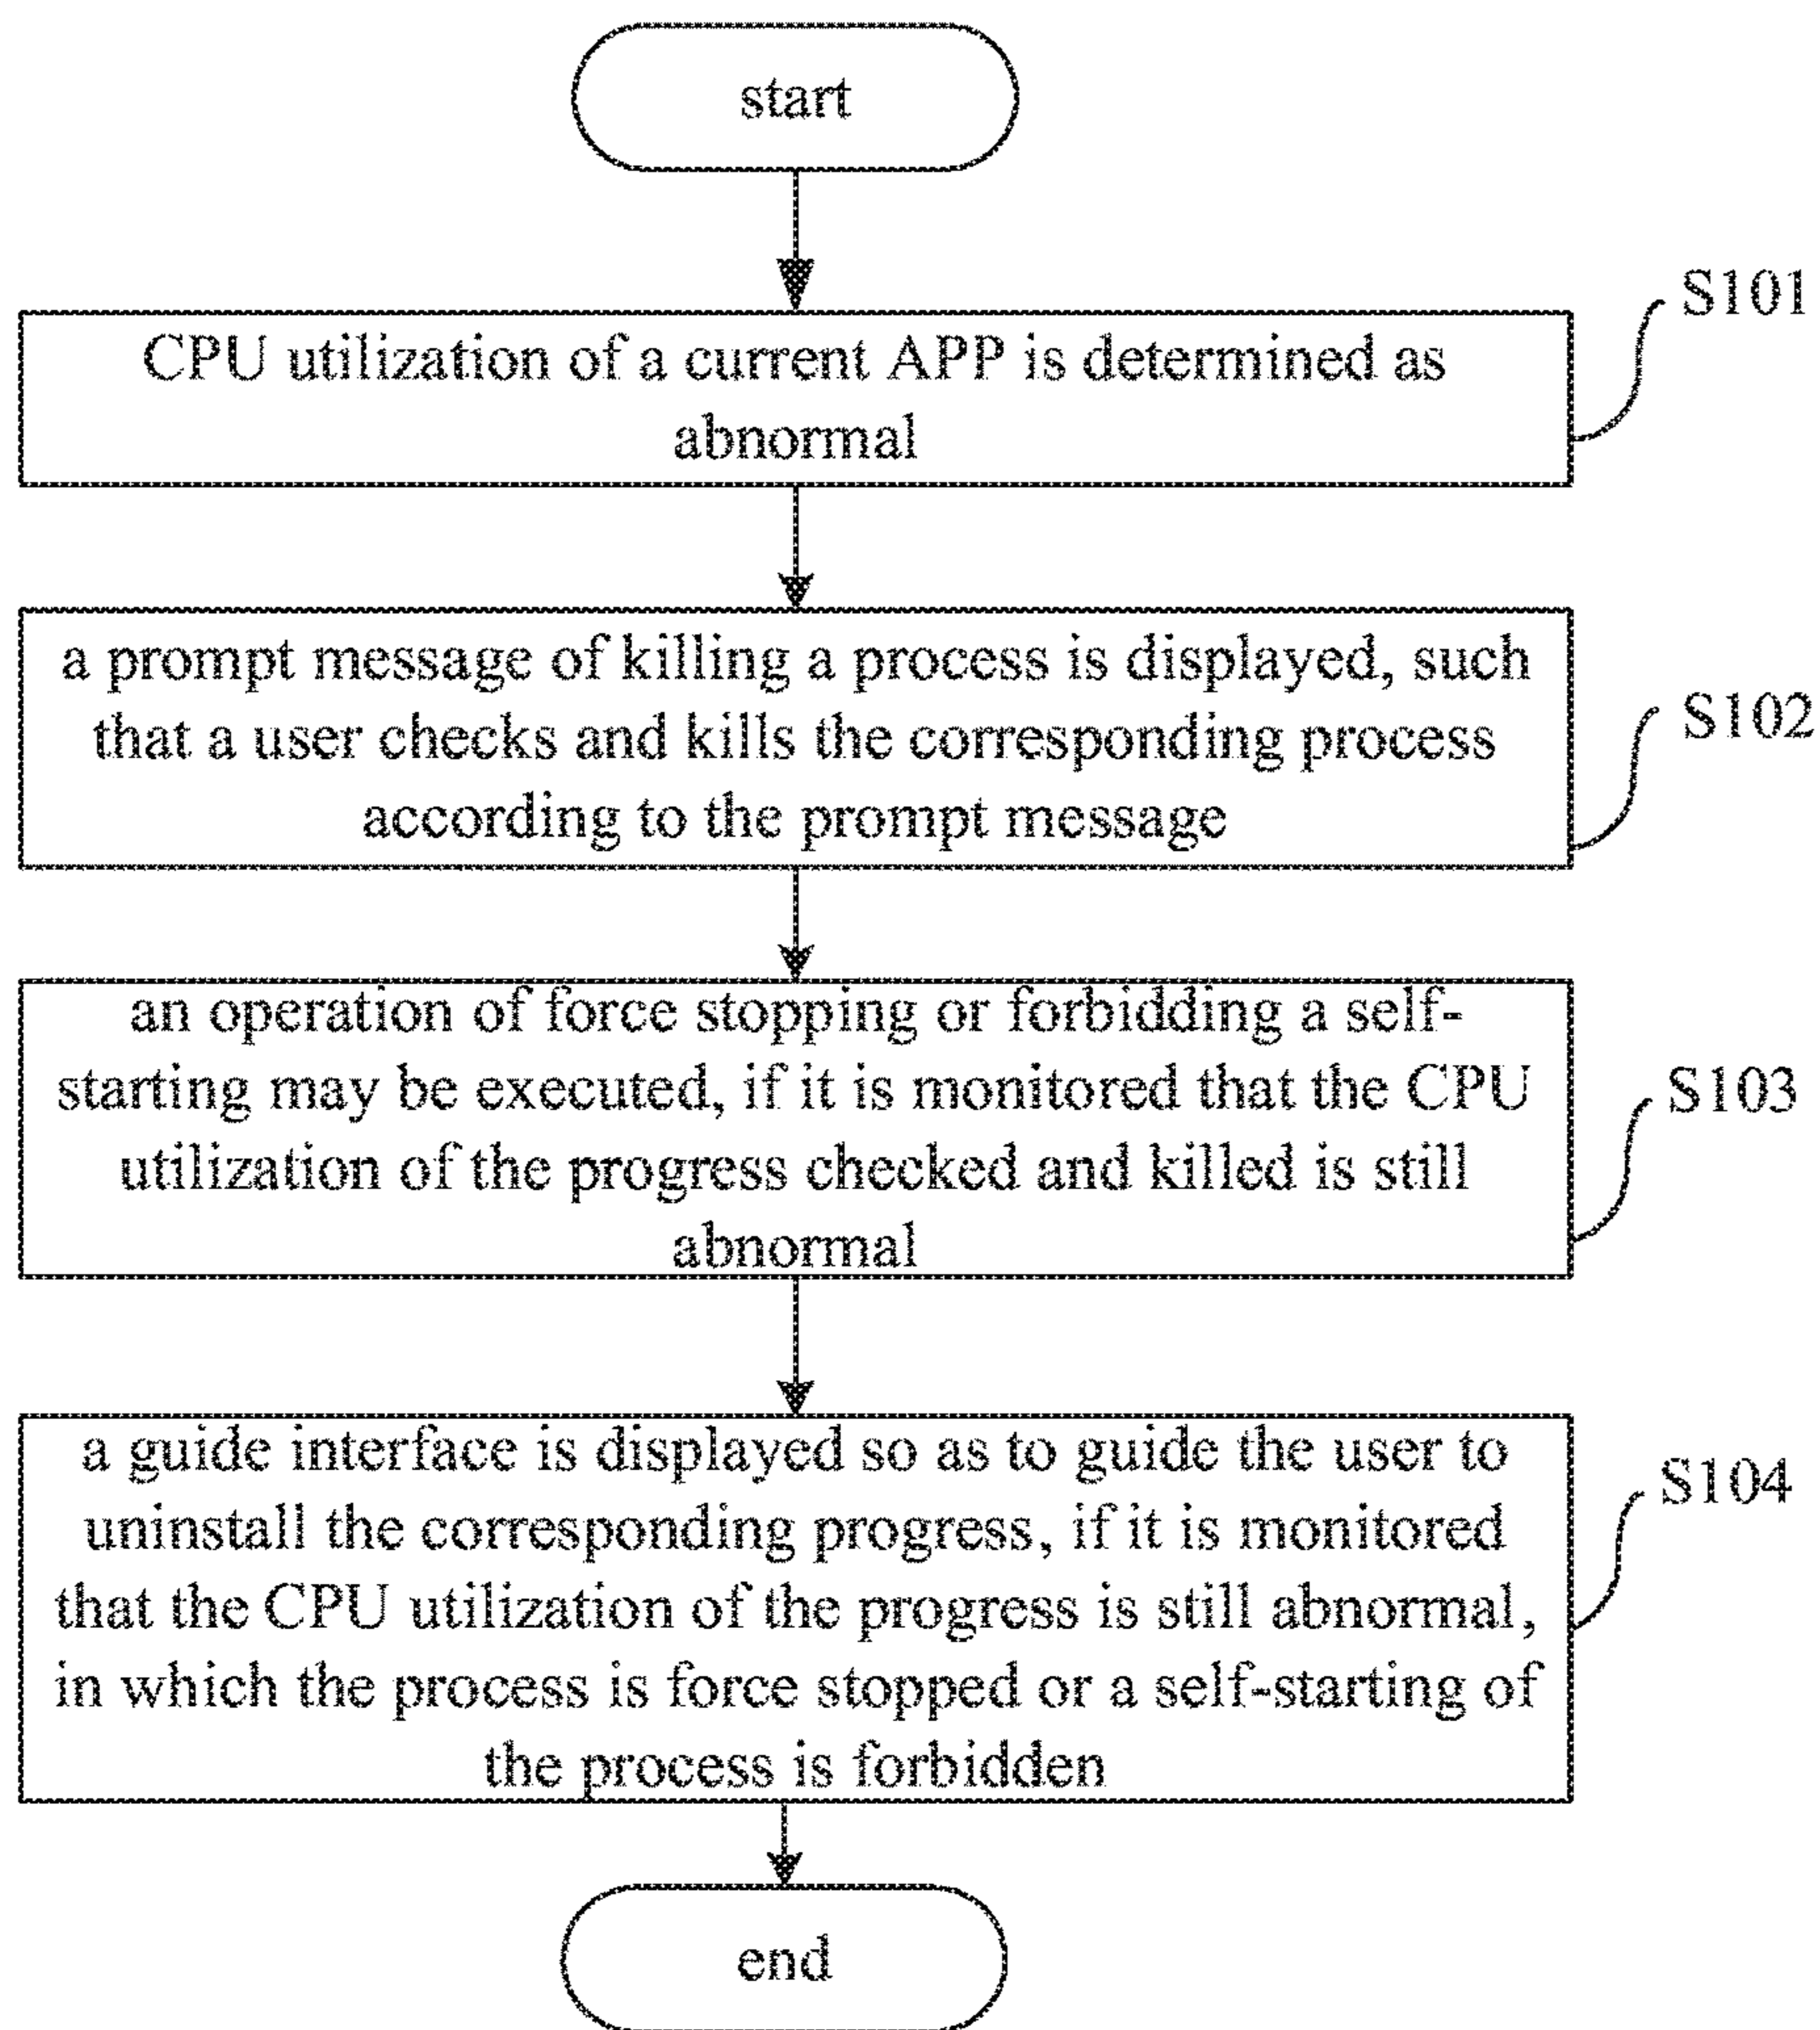 start
S101
CPU utilization of a current APP is determined as
abnormal
a prompt message of killing a process is displayed, such
that a user checks and kills the corresponding process
according to the prompt message
S102
an operation of force stopping or forbidding a self-
starting may be executed, if it is monitored that the CPU
utilization of the progress checked and killed is still
abnormal
S103
a guide interface is displayed so as to guide the user to
uninstall the corresponding progress, if it is monitored
that the CPU utilization of the progress is still abnormal,
in which the process is force stopped or a self-starting of
the process is forbidden
S104
end